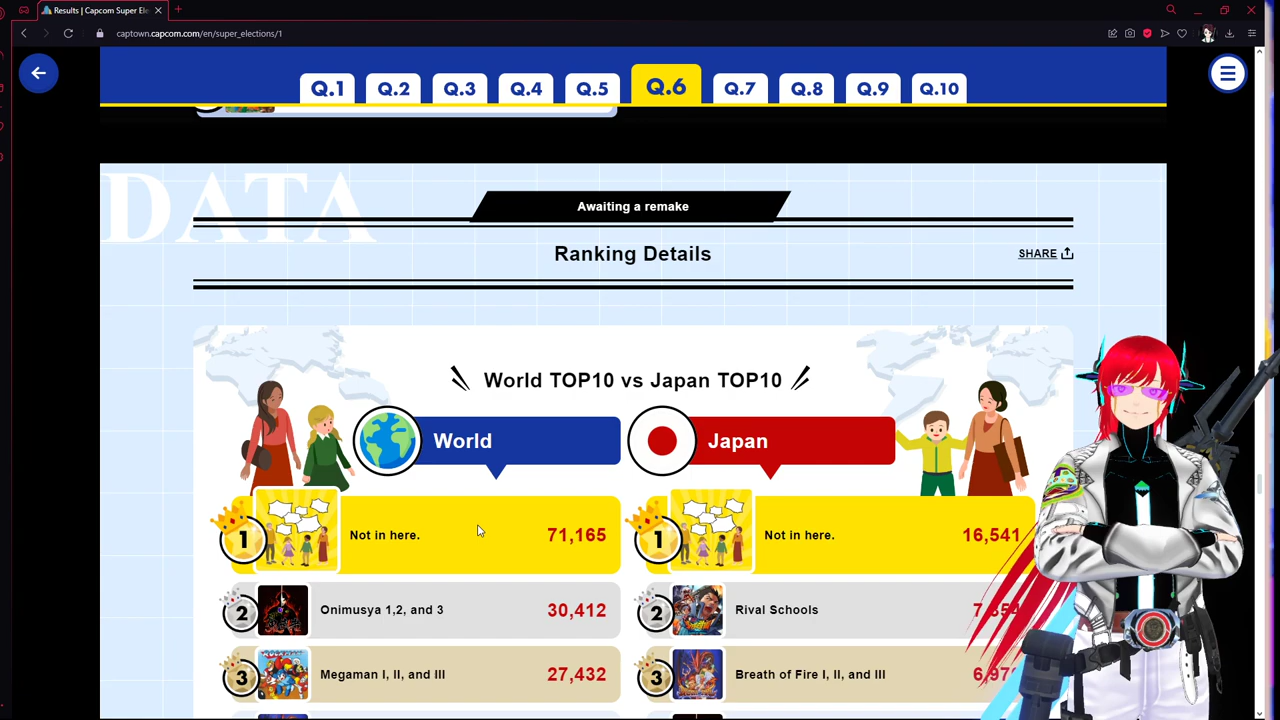 Results | Capcom Super Ele
captown.capcom.com/en/super_elections/1
Q.1
Q.2
Q.3
Q.4
Q.5
Q.6
Q.7
Q.8
Q.9
Q.10
DATA
Awaiting a remake
Ranking Details
SHARE
World TOP10 vs Japan TOP10
World
Japan
1
Not in here.
71,165
1
Not in here.
16,541
2
Onimusya 1,2, and 3
30,412
2
Rival Schools
3
Megaman I, II, and III
27,432
3
Breath of Fire I, II, and III